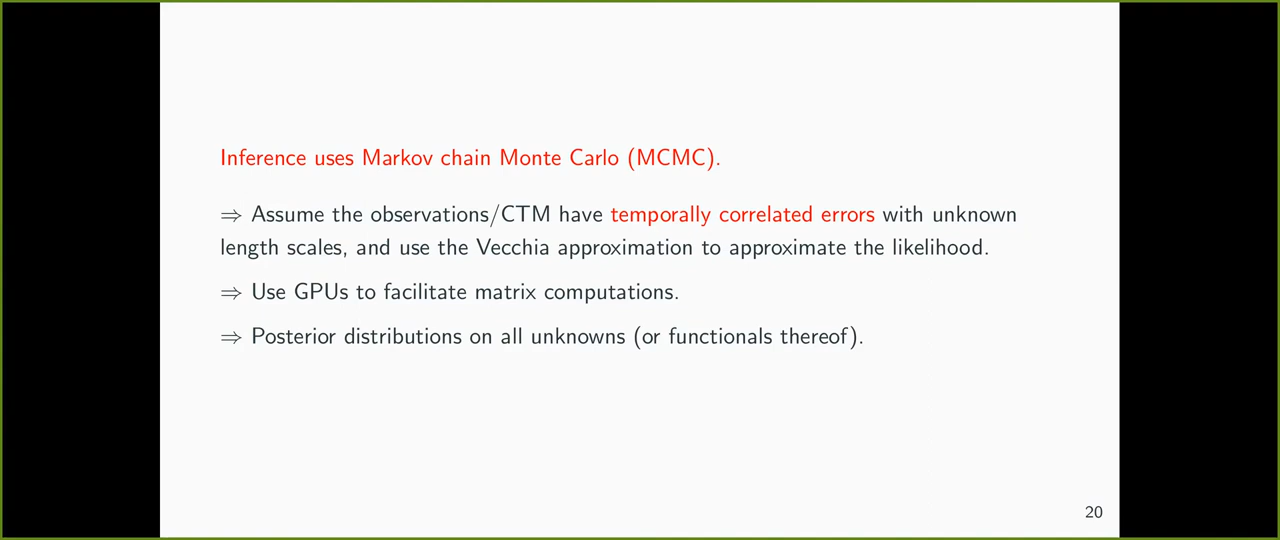 Inference uses Markov chain Monte Carlo (MCMC).
⇒ Assume the observations/CTM have temporally correlated errors with unknown
length scales, and use the Vecchia approximation to approximate the likelihood.
⇒ Use GPUs to facilitate matrix computations.
⇒ Posterior distributions on all unknowns (or functionals thereof).
20